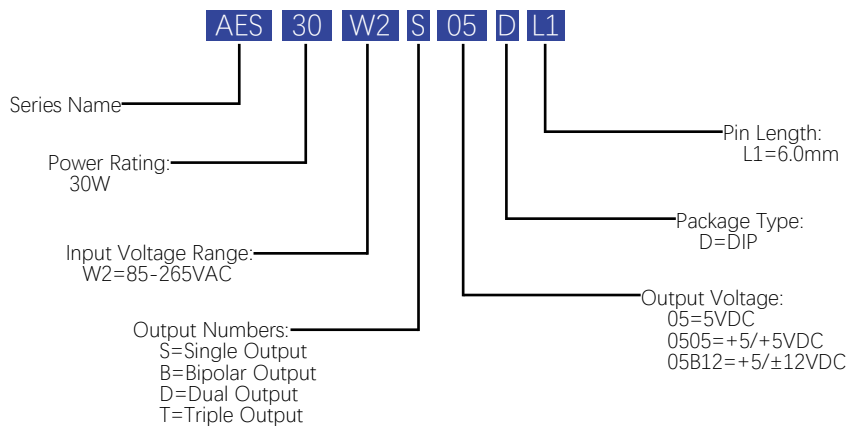 AES 30 W2 S 05 D L1
Series Name
Pin Length:
L1=6.0mm
Power Rating:
30W
Package Type:
D=DIP
Input Voltage Range:
W2=85-265VAC
Output Voltage:
05=5VDC
0505=+5/+5VDC
05B12=+5/±12VDC
Output Numbers:
S=Single Output
B=Bipolar Output
D=Dual Output
T=Triple Output